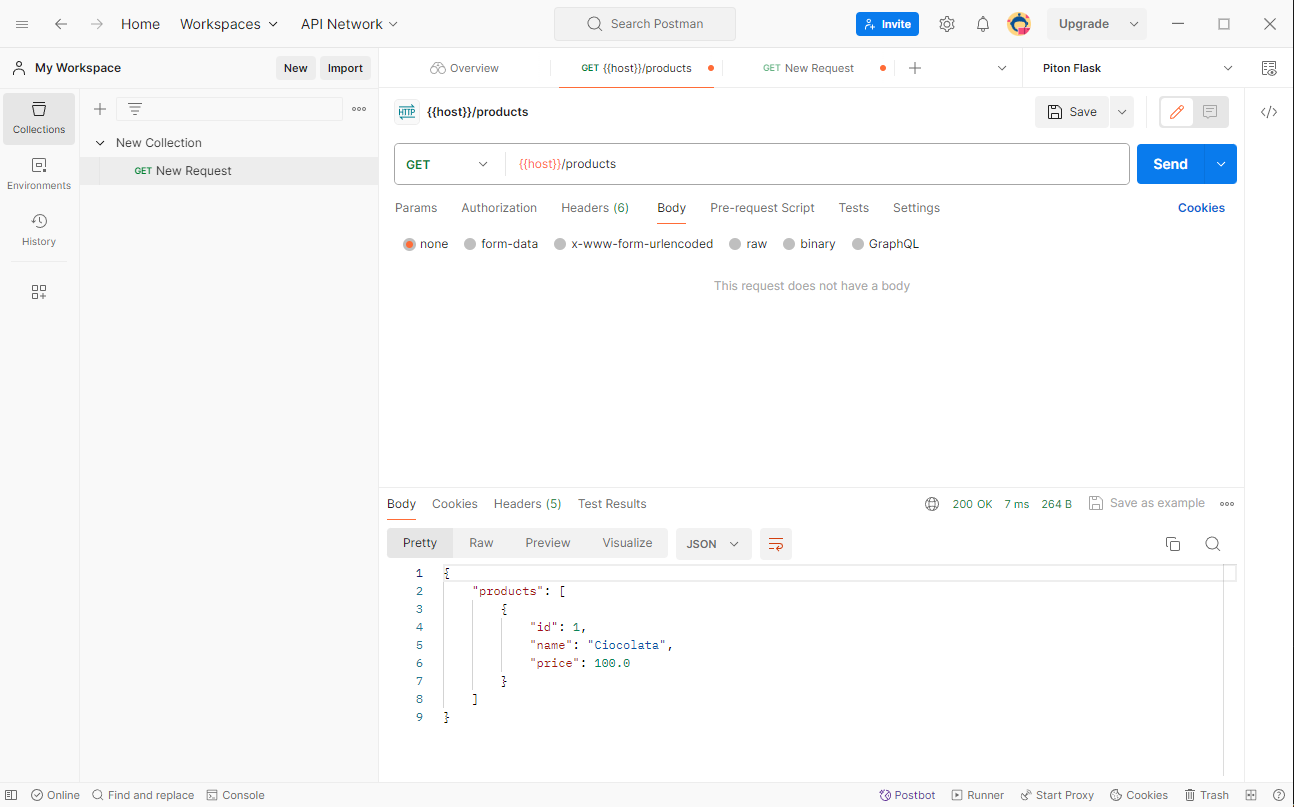 Home Workspaces API Network Search Postman Invite Upgrade
My Workspace New Import Overview GET {{host}}/products GET New Request Piton Flask
Collections
Environments
History
New Collection
GET New Request
HTTP {{host}}/products Save
GET {{host}}/products Send
Params Authorization Headers (6) Body Pre-request Script Tests Settings Cookies
none form-data x-www-form-urlencoded raw binary GraphQL
This request does not have a body
Body Cookies Headers (5) Test Results 200 OK 7 ms 264 B Save as example
Pretty Raw Preview Visualize JSON
1 {
2 "products": [
3 {
4 "id": 1,
5 "name": "Ciocolata",
6 "price": 100.0
7 }
8 ]
9 }
Online Find and replace Console Postbot Runner Start Proxy Cookies Trash